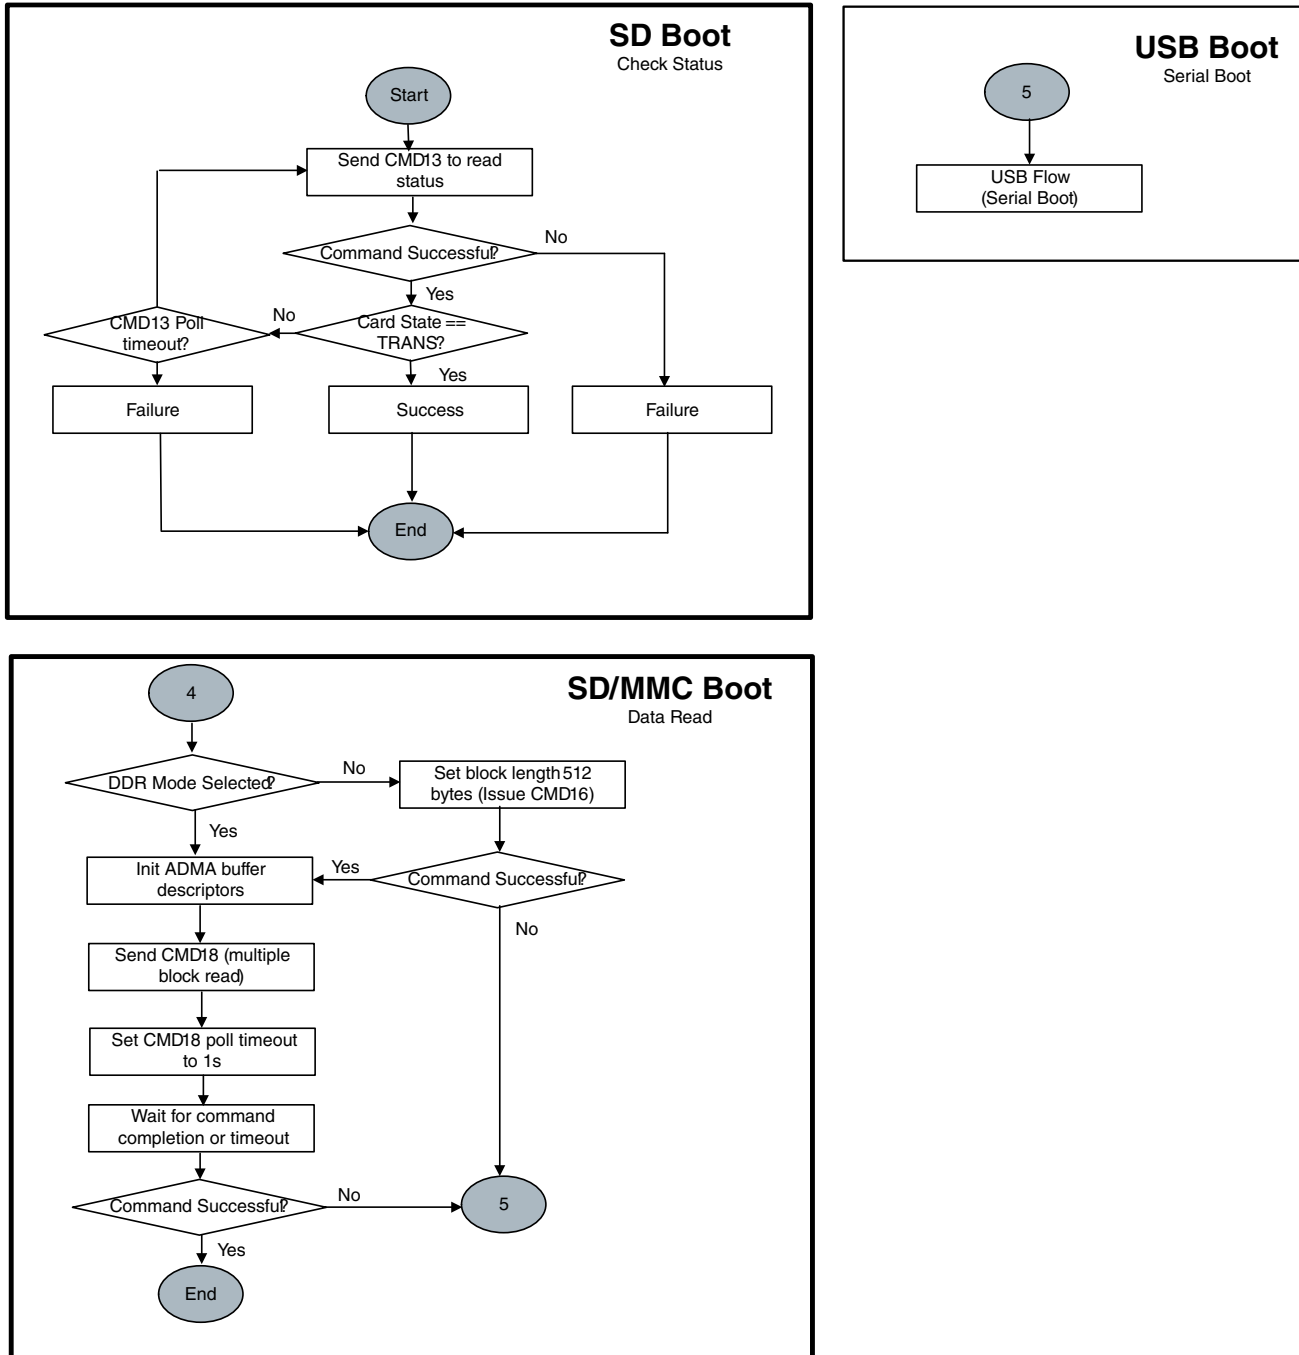 SD Boot
Check Status
Start
Send CMD13 to read
status
Command Successful?
No
Yes
Card State ==
TRANS?
No
CMD13 Poll
timeout?
Yes
Failure
Success
Failure
End
USB Boot
Serial Boot
5
USB Flow
(Serial Boot)
SD/MMC Boot
Data Read
4
DDR Mode Selected?
No
Set block length 512
bytes (Issue CMD16)
Yes
Init ADMA buffer
descriptors
Yes
Command Successful?
No
Send CMD18 (multiple
block read)
Set CMD18 poll timeout
to 1s
Wait for command
completion or timeout
Command Successful?
No
5
Yes
End